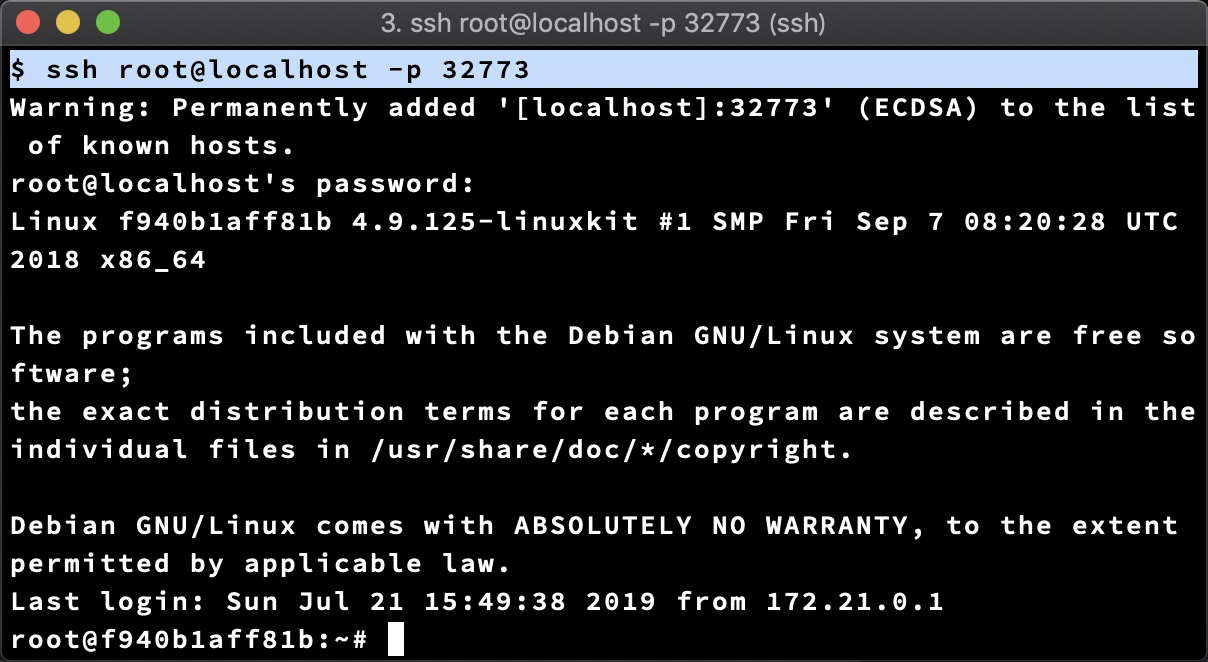 3. ssh root@localhost -p 32773 (ssh)
$ ssh root@localhost -p 32773
Warning: Permanently added '[localhost]:32773' (ECDSA) to the list
 of known hosts.
root@localhost's password:
Linux f940b1aff81b 4.9.125-linuxkit #1 SMP Fri Sep 7 08:20:28 UTC
2018 x86_64

The programs included with the Debian GNU/Linux system are free so
ftware;
the exact distribution terms for each program are described in the
individual files in /usr/share/doc/*/copyright.

Debian GNU/Linux comes with ABSOLUTELY NO WARRANTY, to the extent
permitted by applicable law.
Last login: Sun Jul 21 15:49:38 2019 from 172.21.0.1
root@f940b1aff81b:~#